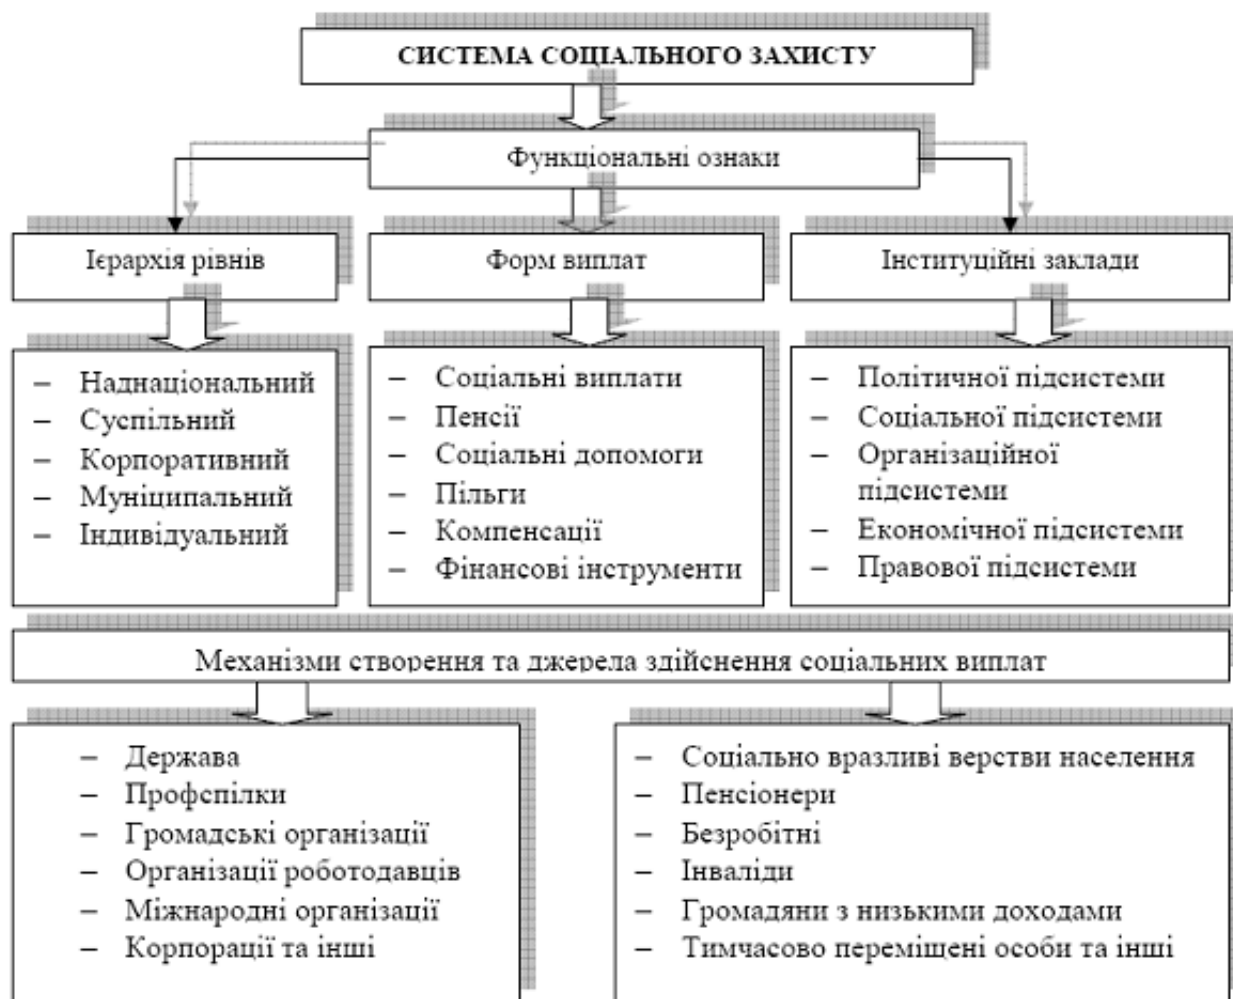 СИСТЕМА СОЦІАЛЬНОГО ЗАХИСТУ
Функціональні ознаки
Ієрархія рівнів
Форм виплат
Інституційні заклади
– Наднаціональний
– Суспільний
– Корпоративний
– Муніципальний
– Індивідуальний
– Соціальні виплати
– Пенсії
– Соціальні допомоги
– Пільги
– Компенсації
– Фінансові інструменти
– Політичної підсистеми
– Соціальної підсистеми
– Організаційної
підсистеми
– Економічної підсистеми
– Правової підсистеми
Механізми створення та джерела здійснення соціальних виплат
– Держава
– Профспілки
– Громадські організації
– Організації роботодавців
– Міжнародні організації
– Корпорації та інші
– Соціально вразливі верстви населення
– Пенсіонери
– Безробітні
– Інваліди
– Громадяни з низькими доходами
– Тимчасово переміщені особи та інші